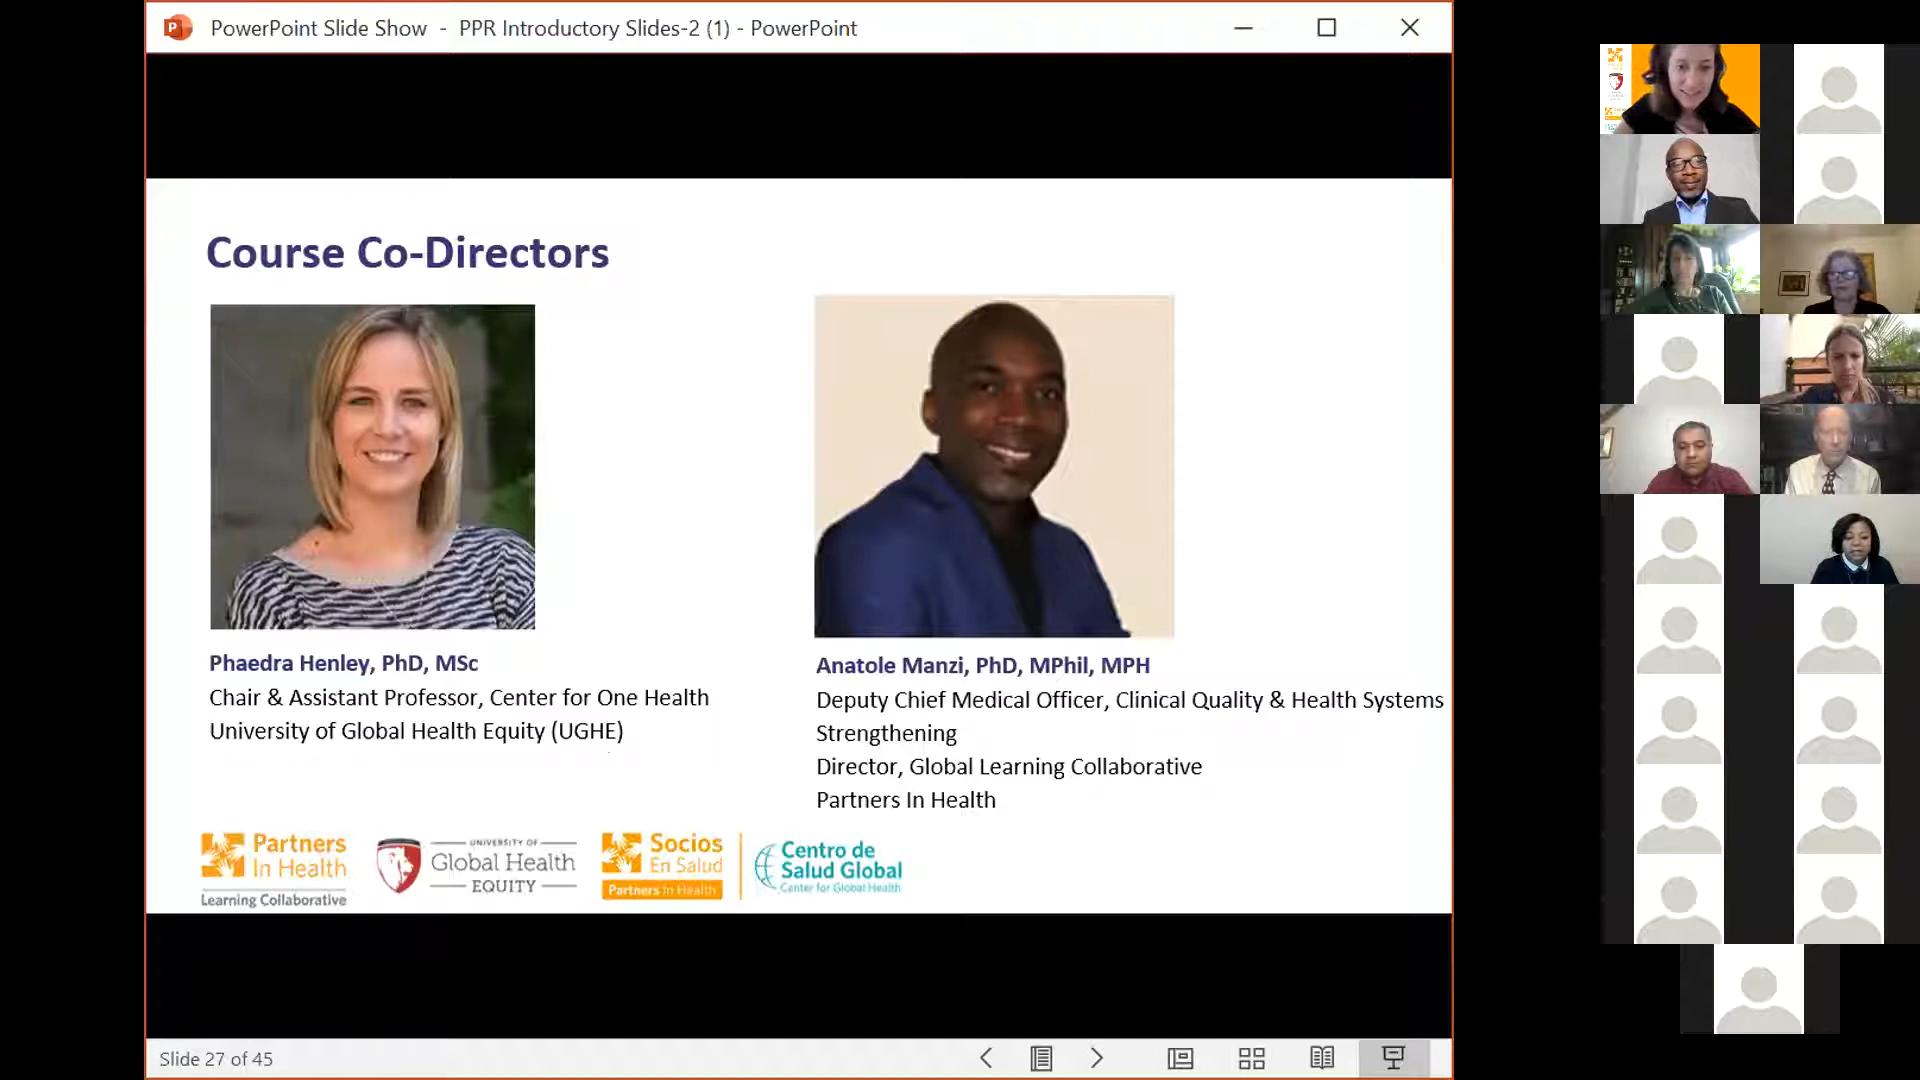 PowerPoint Slide Show - PPR Introductory Slides-2 (1) - PowerPoint
Course Co-Directors
Phaedra Henley, PhD, MSc
Chair & Assistant Professor, Center for One Health
University of Global Health Equity (UGHE)
Anatole Manzi, PhD, MPhil, MPH
Deputy Chief Medical Officer, Clinical Quality & Health Systems
Strengthening
Director, Global Learning Collaborative
Partners In Health
Partners
In Health
Learning Collaborative
UNIVERSITY OF
Global Health
EQUITY
Socios
En Salud
Partners In Health
Centro de
Salud Global
Center for Global Health
Slide 27 of 45